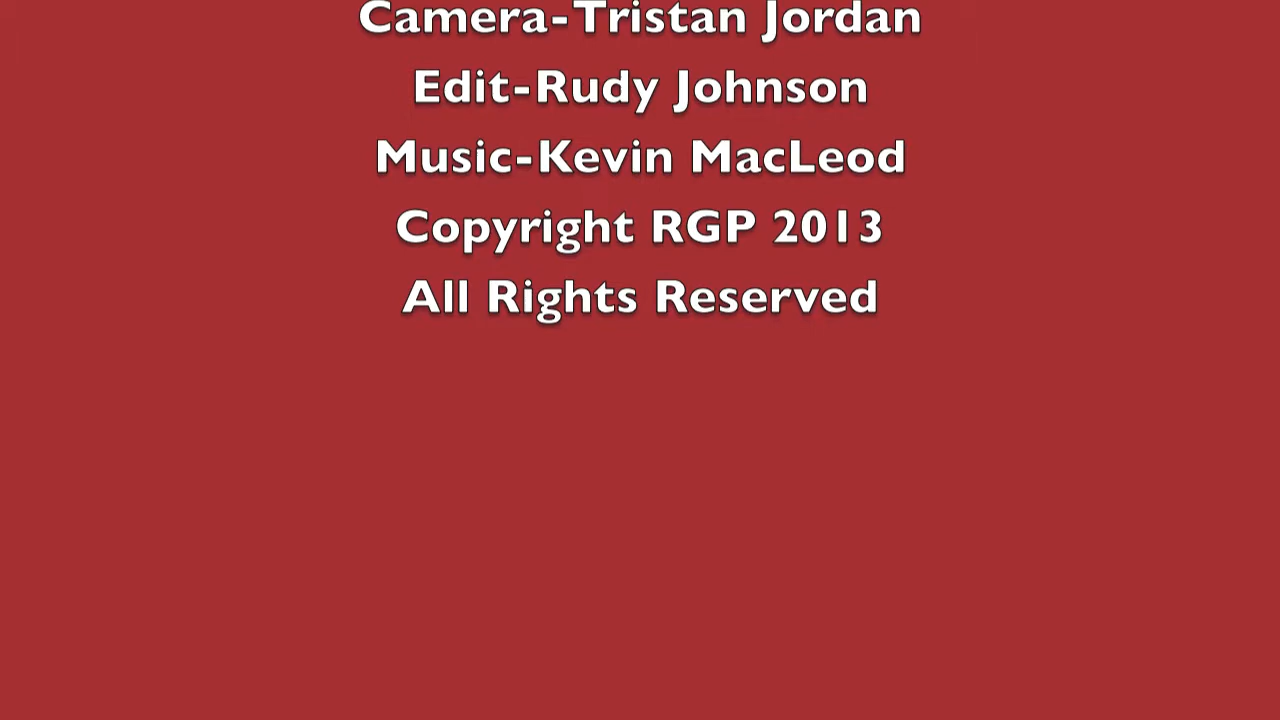 Camera-Tristan Jordan
Edit-Rudy Johnson
Music-Kevin MacLeod
Copyright RGP 2013
All Rights Reserved